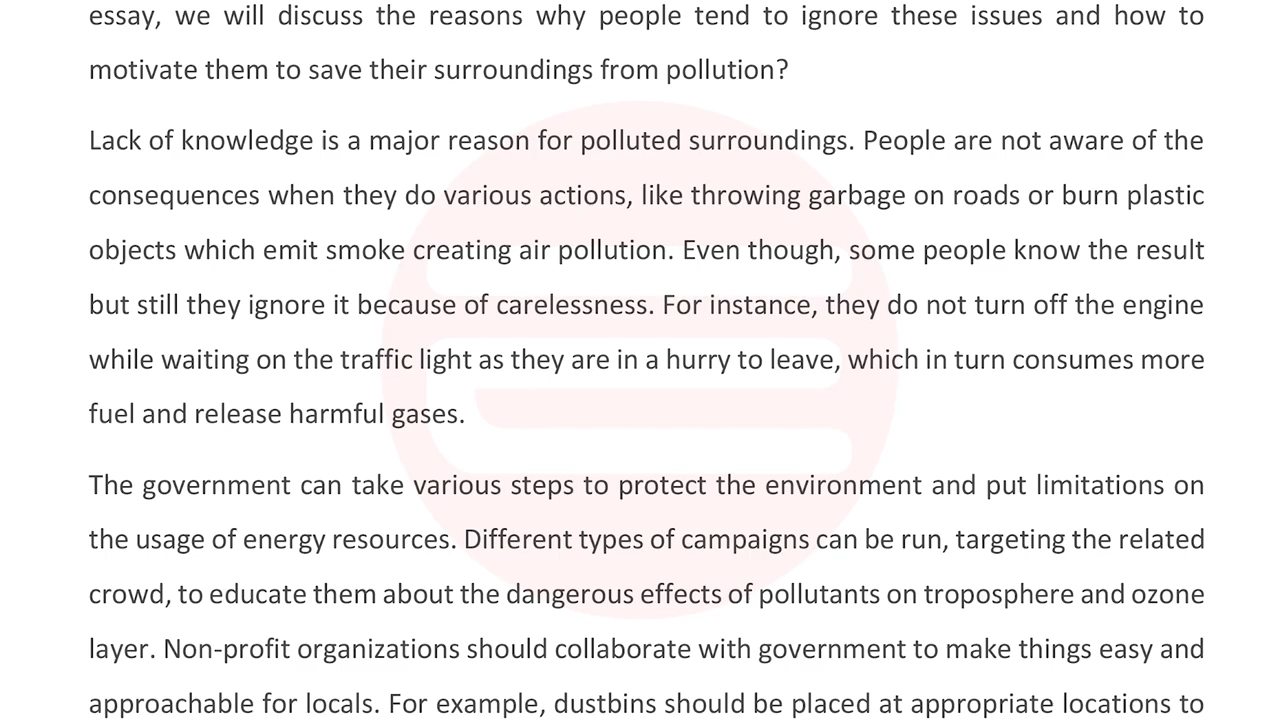 essay, we will discuss the reasons why people tend to ignore these issues and how to
motivate them to save their surroundings from pollution?
Lack of knowledge is a major reason for polluted surroundings. People are not aware of the
consequences when they do various actions, like throwing garbage on roads or burn plastic
objects which emit smoke creating air pollution. Even though, some people know the result
but still they ignore it because of carelessness. For instance, they do not turn off the engine
while waiting on the traffic light as they are in a hurry to leave, which in turn consumes more
fuel and release harmful gases.
The government can take various steps to protect the environment and put limitations on
the usage of energy resources. Different types of campaigns can be run, targeting the related
crowd, to educate them about the dangerous effects of pollutants on troposphere and ozone
layer. Non-profit organizations should collaborate with government to make things easy and
approachable for locals. For example, dustbins should be placed at appropriate locations to